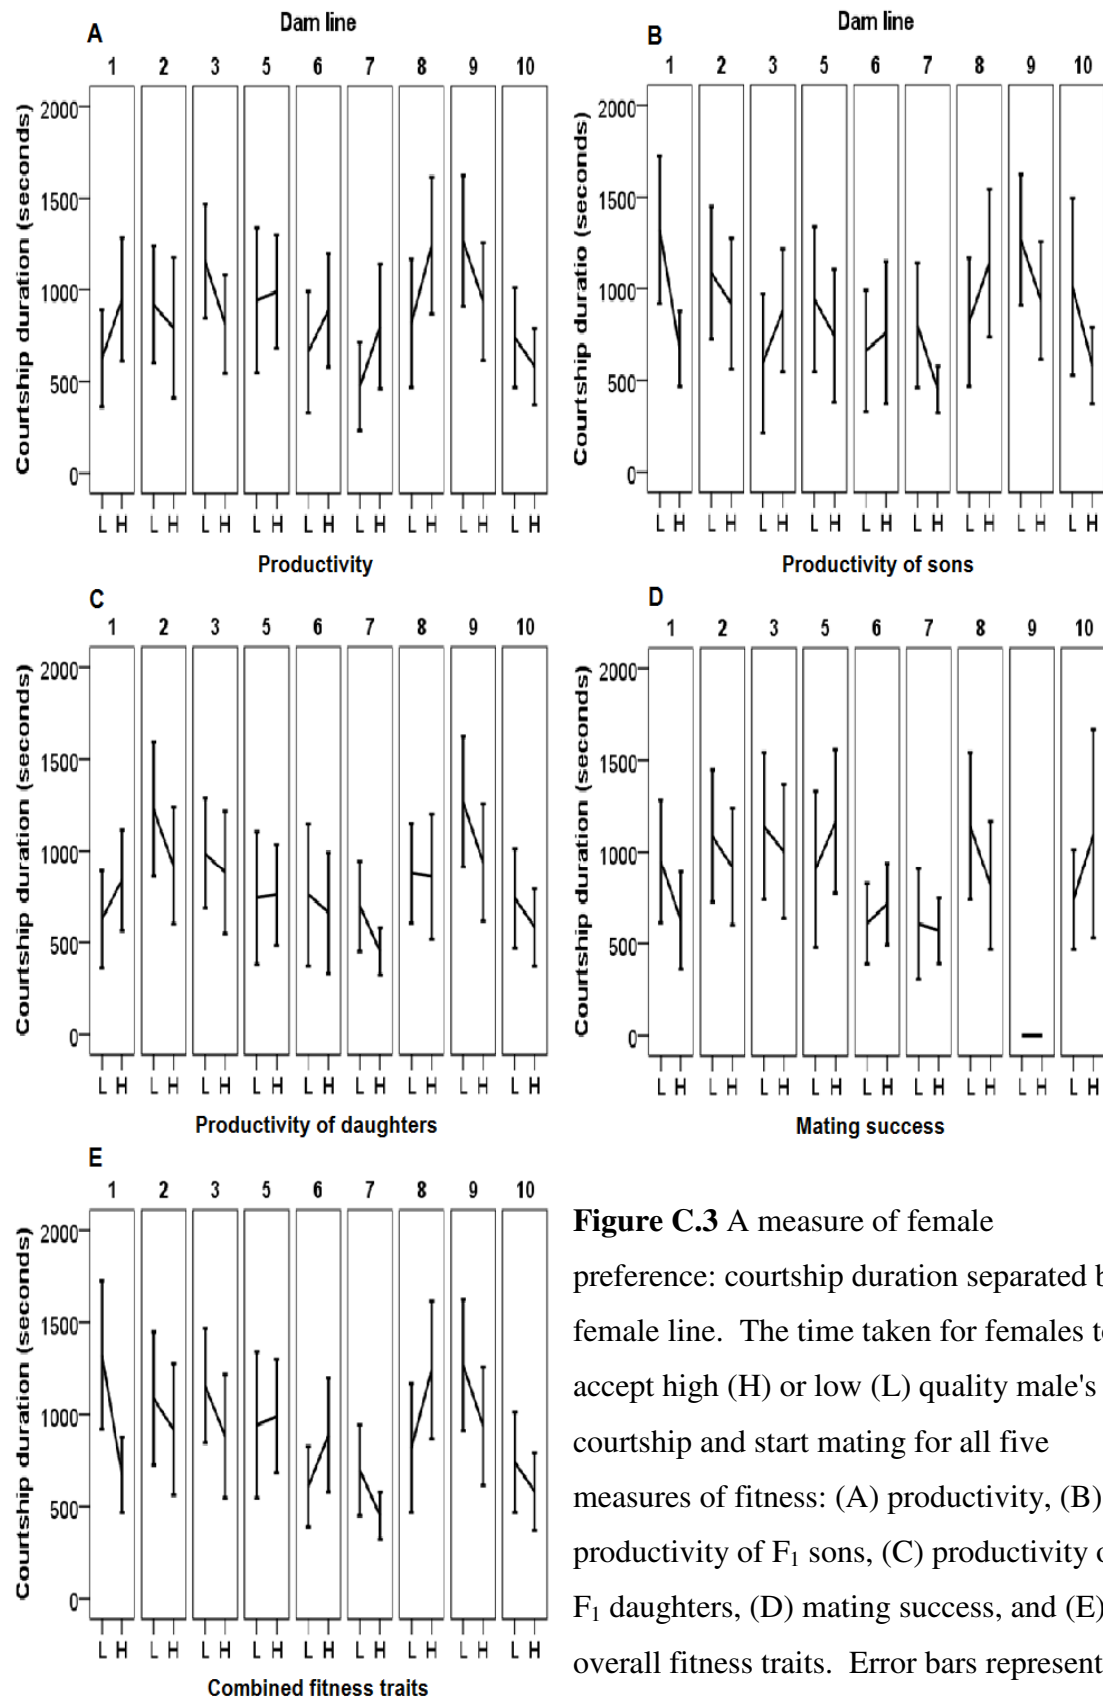 A
Dam line
1 2 3 5 6 7 8 9 10
Courtship duration (seconds)
2000
1500
1000
500
0
L H L H L H L H L H L H L H L H L H
Productivity
B
Dam line
1 2 3 5 6 7 8 9 10
Courtship duratio (seconds)
2000
1500
1000
500
0
L H L H L H L H L H L H L H L H L H
Productivity of sons
C
1 2 3 5 6 7 8 9 10
Courtship duration (seconds)
2000
1500
1000
500
0
L H L H L H L H L H L H L H L H L H
Productivity of daughters
D
1 2 3 5 6 7 8 9 10
Courtship duration (seconds)
2000
1500
1000
500
0
L H L H L H L H L H L H L H L H L H
Mating success
E
1 2 3 5 6 7 8 9 10
Courtship duration (seconds)
2000
1500
1000
500
0
L H L H L H L H L H L H L H L H L H
Combined fitness traits
Figure C.3 A measure of female
preference: courtship duration separated
female line. The time taken for females
accept high (H) or low (L) quality male's
courtship and start mating for all five
measures of fitness: (A) productivity, (B)
productivity of F₁ sons, (C) productivity
F₁ daughters, (D) mating success, and (E)
overall fitness traits. Error bars represent